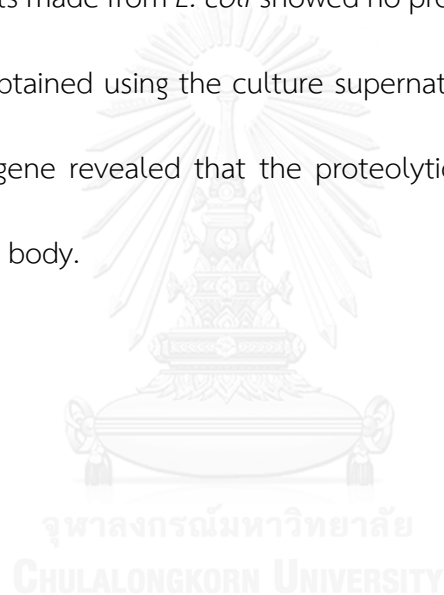 ts made from E. coli showed no pro
btained using the culture supernat
gene revealed that the proteolytic
body.
จุฬาลงกรณ์มหาวิทยาลัย
CHULALONGKORN UNIVERSITY